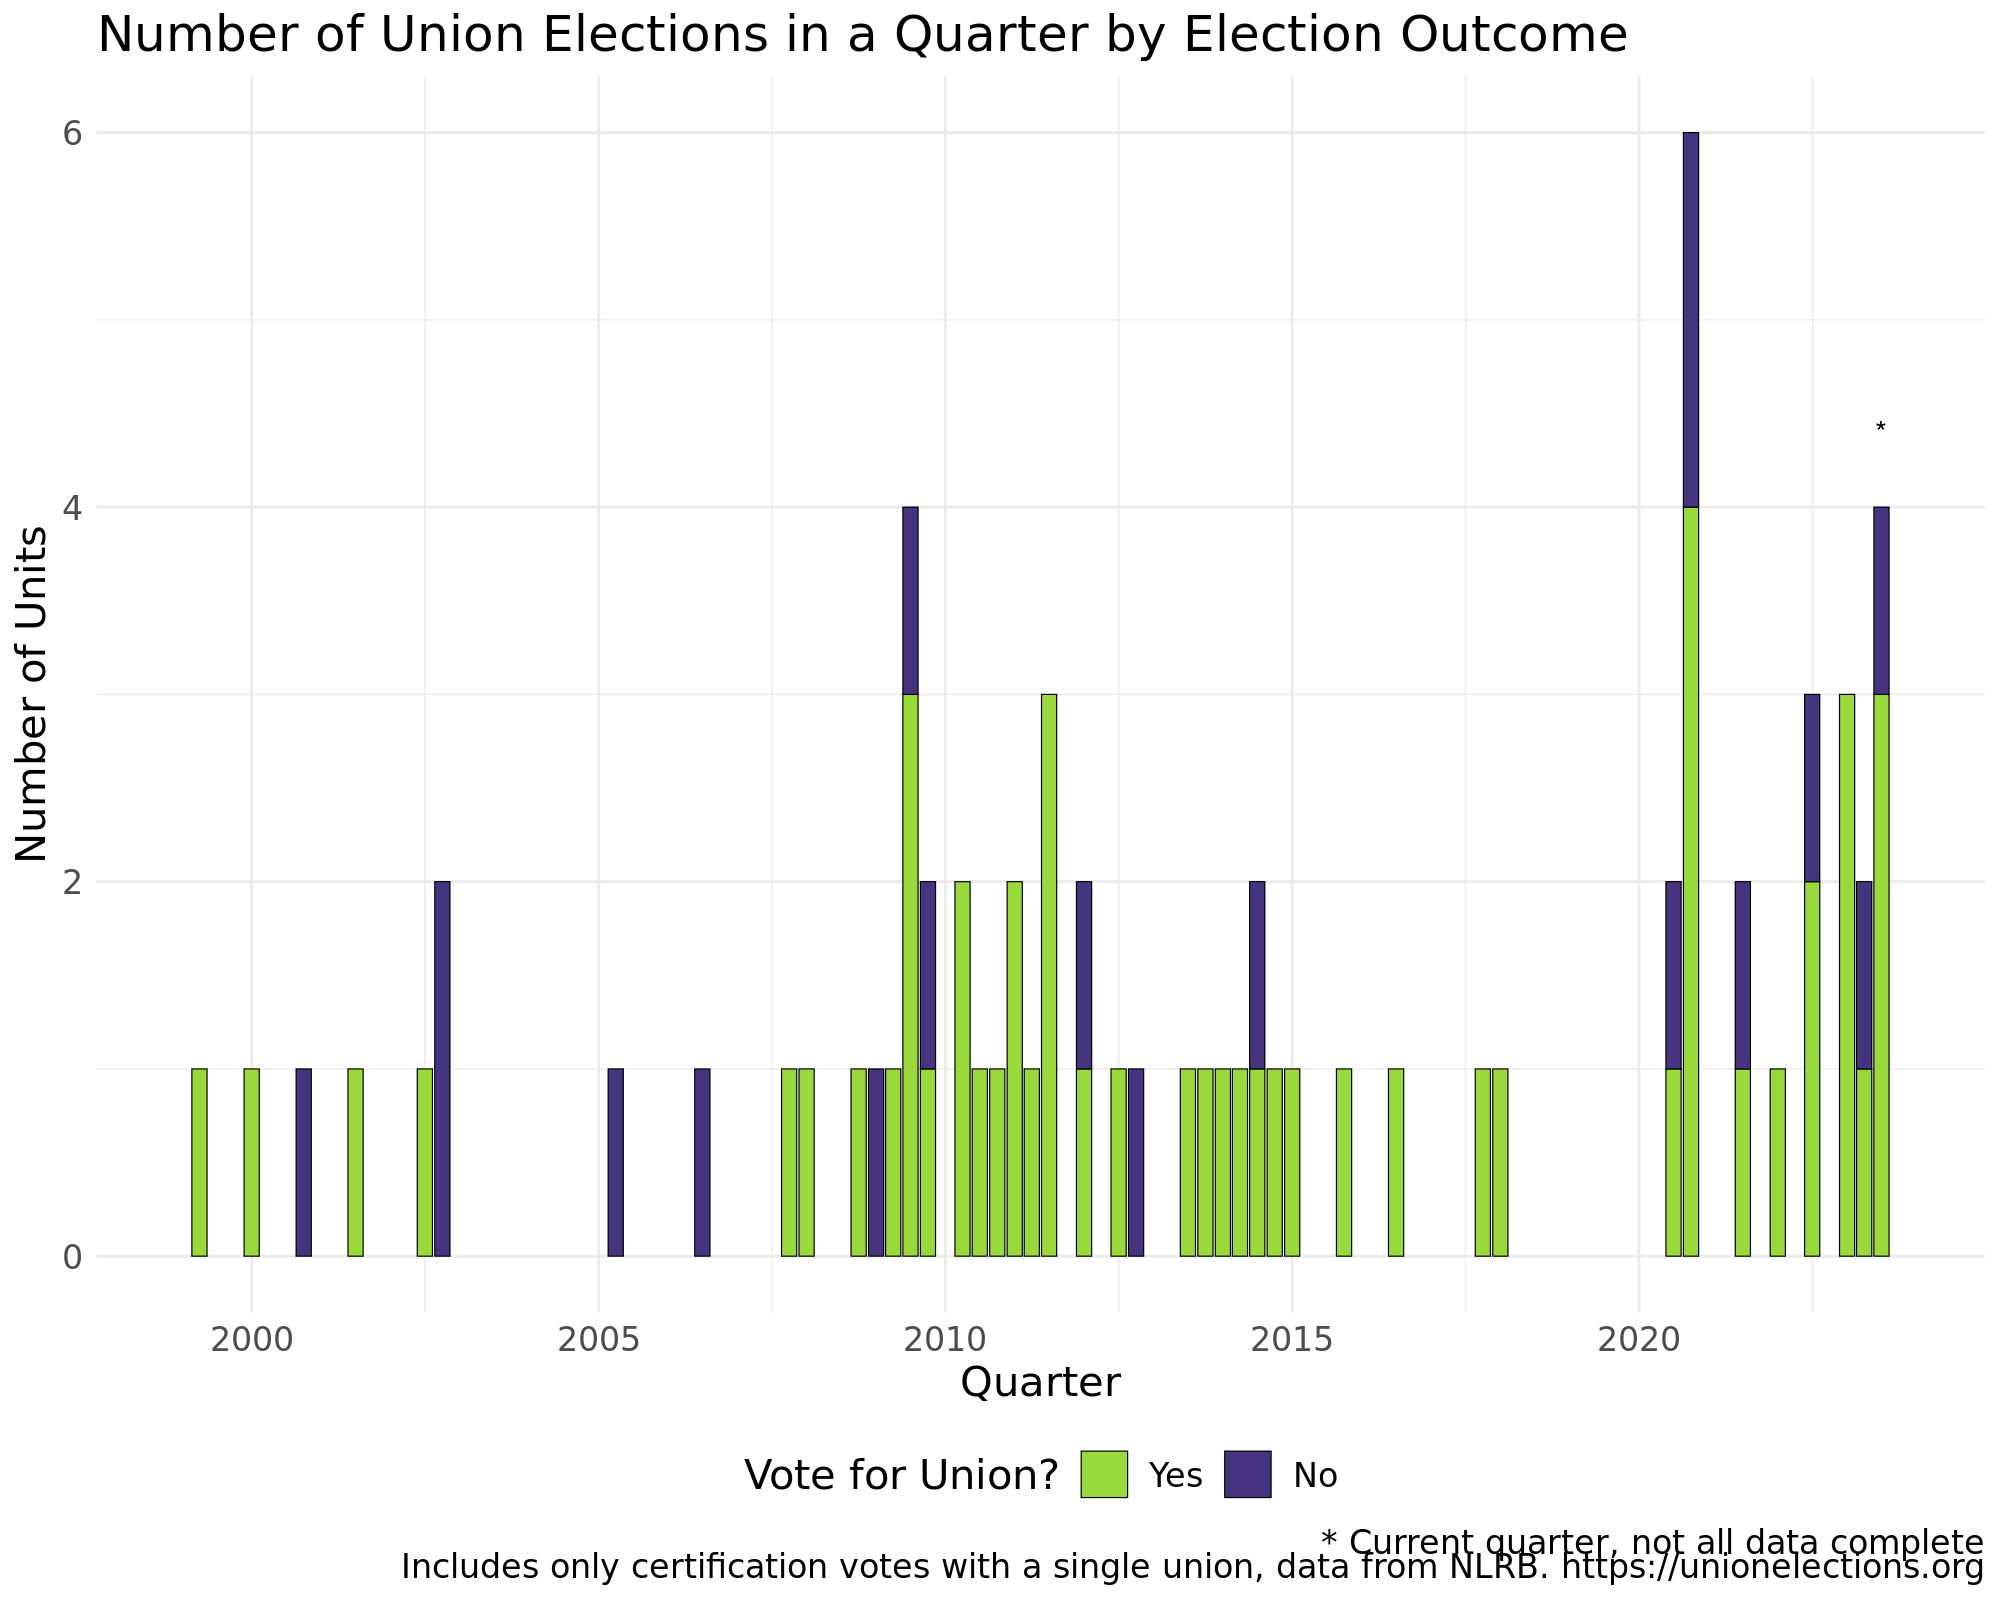 Number of Union Elections in a Quarter by Election Outcome
6
4
2
0
*
Number of Units
2000
2005
2010
2015
2020
Quarter
Vote for Union?
Yes
No
* Current quarter, not all data complete
Includes only certification votes with a single union, data from NLRB. https://unionelections.org